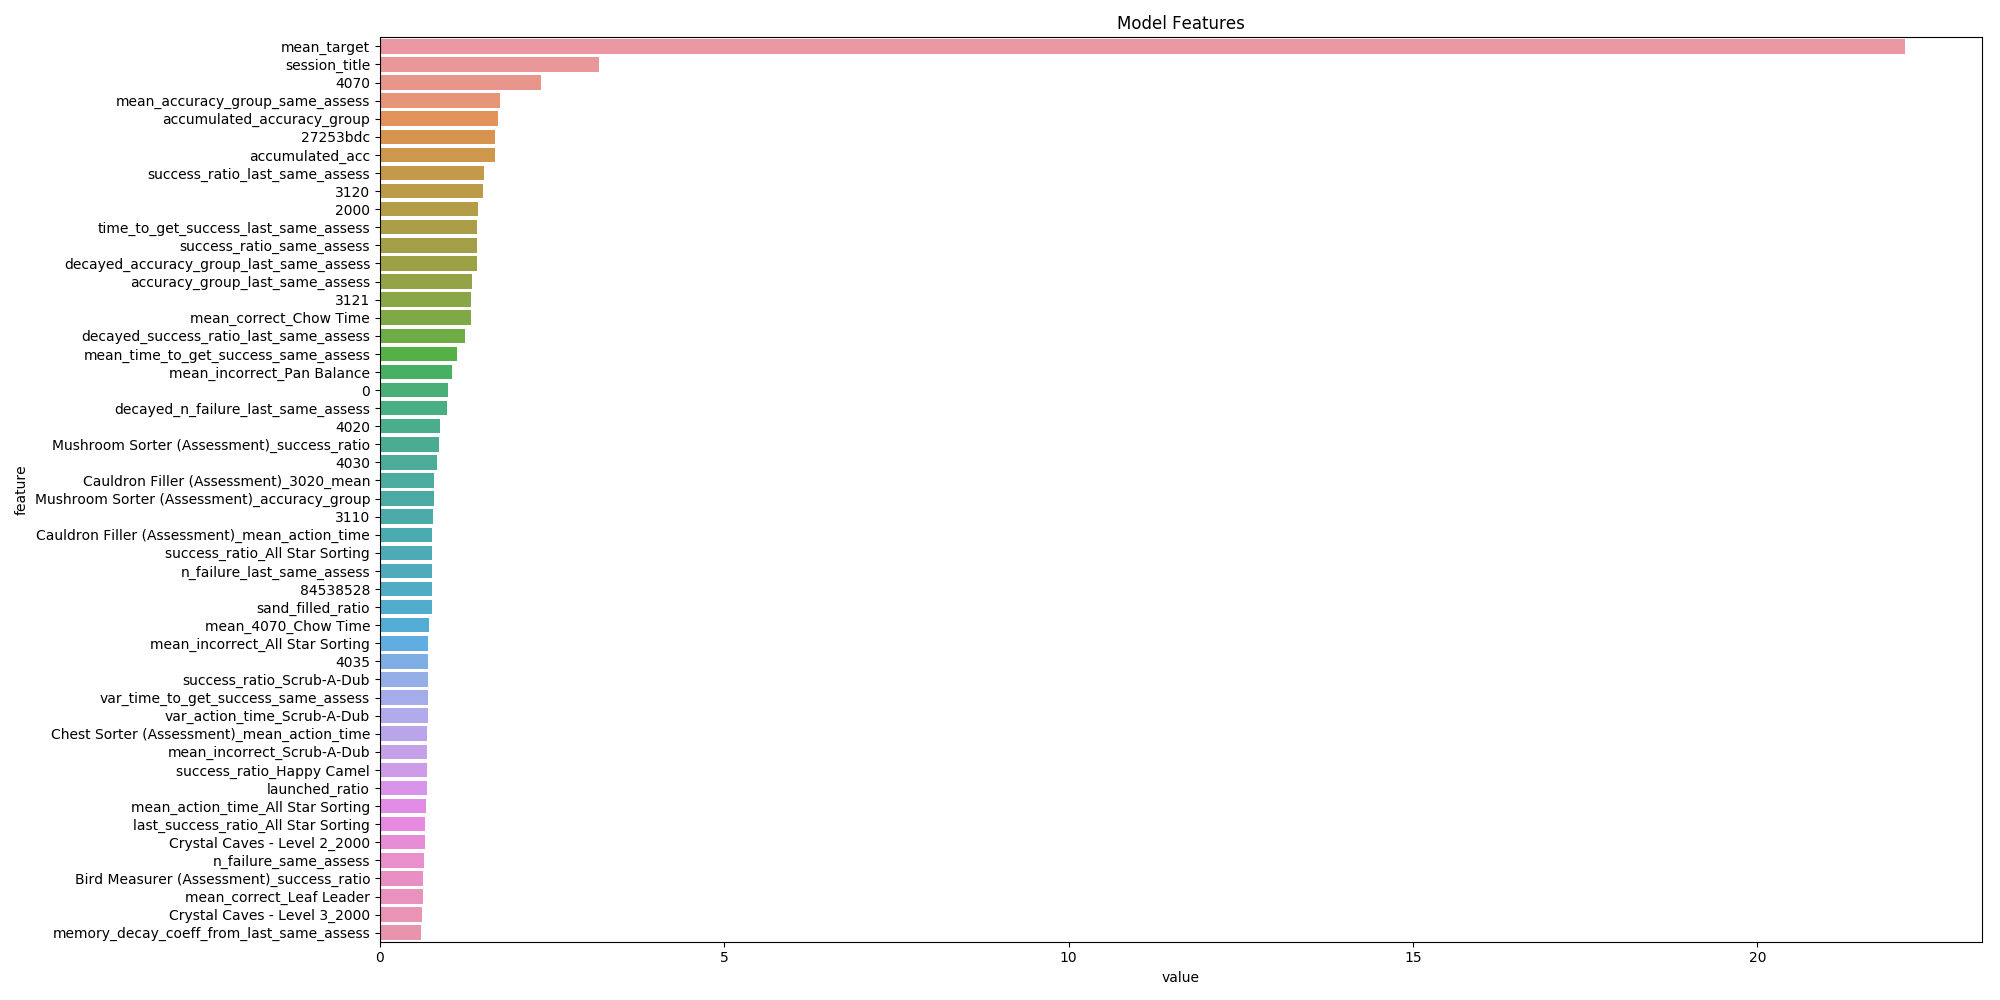 Model Features
mean_target
session_title
4070
mean_accuracy_group_same_assess
accumulated_accuracy_group
27253bdc
accumulated_acc
success_ratio_last_same_assess
3120
2000
time_to_get_success_last_same_assess
success_ratio_same_assess
decayed_accuracy_group_last_same_assess
accuracy_group_last_same_assess
3121
mean_correct_Chow Time
decayed_success_ratio_last_same_assess
mean_time_to_get_success_same_assess
mean_incorrect_Pan Balance
0
decayed_n_failure_last_same_assess
4020
Mushroom Sorter (Assessment)_success_ratio
4030
Cauldron Filler (Assessment)_3020_mean
Mushroom Sorter (Assessment)_accuracy_group
3110
Cauldron Filler (Assessment)_mean_action_time
success_ratio_All Star Sorting
n_failure_last_same_assess
84538528
sand_filled_ratio
mean_4070_Chow Time
mean_incorrect_All Star Sorting
4035
success_ratio_Scrub-A-Dub
var_time_to_get_success_same_assess
var_action_time_Scrub-A-Dub
Chest Sorter (Assessment)_mean_action_time
mean_incorrect_Scrub-A-Dub
success_ratio_Happy Camel
launched_ratio
mean_action_time_All Star Sorting
last_success_ratio_All Star Sorting
Crystal Caves - Level 2_2000
n_failure_same_assess
Bird Measurer (Assessment)_success_ratio
mean_correct_Leaf Leader
Crystal Caves - Level 3_2000
memory_decay_coeff_from_last_same_assess
feature
0 5 10 15 20
value